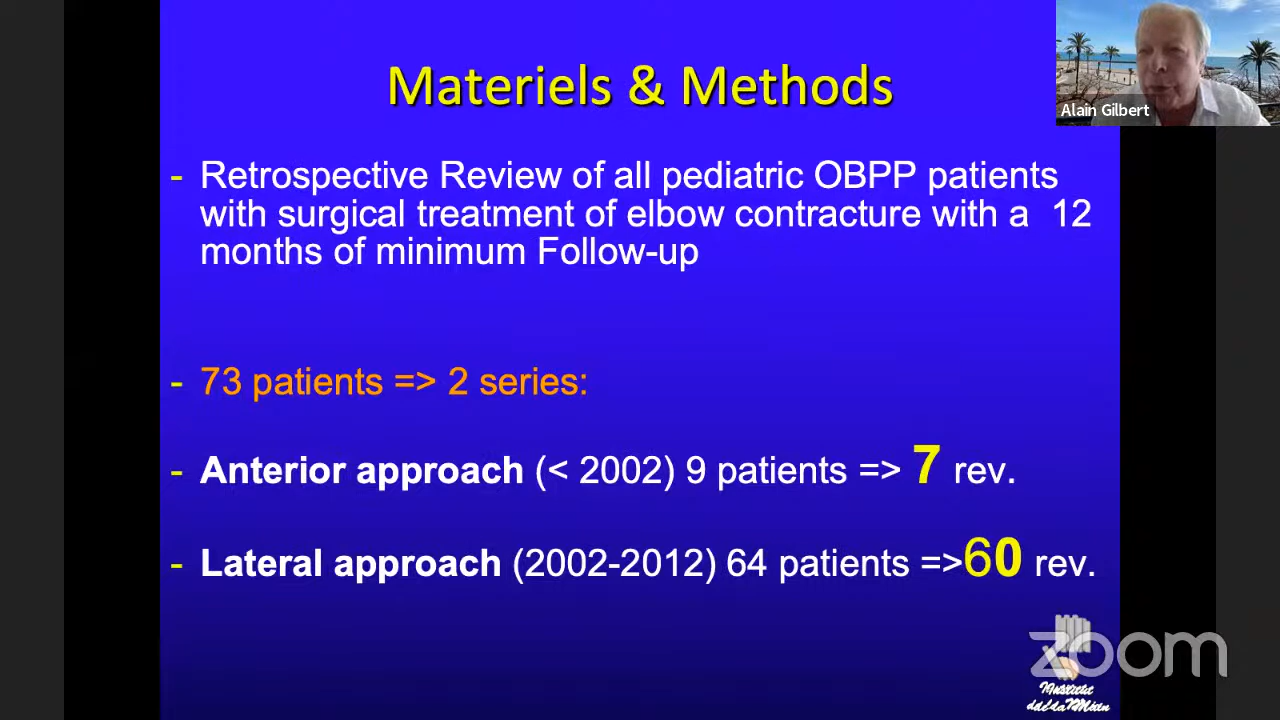 Materiels & Methods
Alain Gilbert
- Retrospective Review of all pediatric OBPP patients
with surgical treatment of elbow contracture with a 12
months of minimum Follow-up
- 73 patients => 2 series:
- Anterior approach (< 2002) 9 patients => 7 rev.
- Lateral approach (2002-2012) 64 patients =>60 rev.
zoom